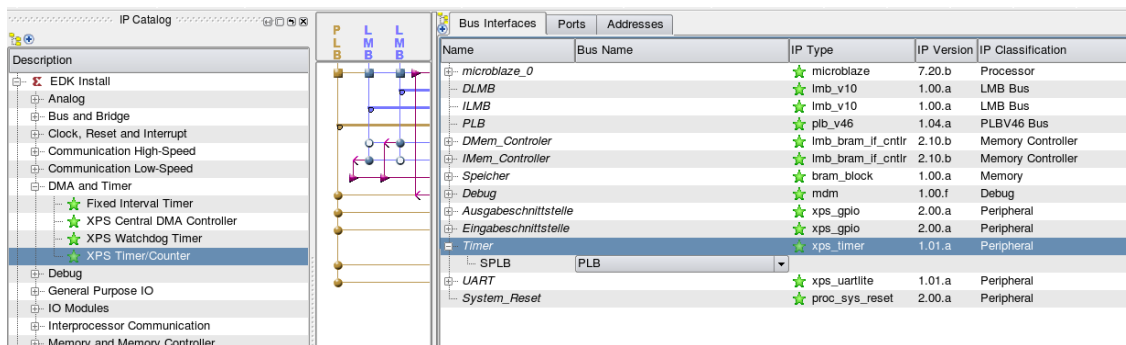 IP Catalog
Description
EDK Install
Analog
Bus and Bridge
Clock, Reset and Interrupt
Communication High-Speed
Communication Low-Speed
DMA and Timer
Fixed Interval Timer
XPS Central DMA Controller
XPS Watchdog Timer
XPS Timer/Counter
Debug
General Purpose IO
IO Modules
Interprocessor Communication
Memory and Memory Controller
P L L
L M M
B B B
Bus Interfaces Ports Addresses
Name Bus Name IP Type IP Version IP Classification
microblaze_0 microblaze 7.20.b Processor
DLMB lmb_v10 1.00.a LMB Bus
ILMB lmb_v10 1.00.a LMB Bus
PLB plb_v46 1.04.a PLBV46 Bus
DMem_Controler lmb_bram_if_cntlr 2.10.b Memory Controller
IMem_Controller lmb_bram_if_cntlr 2.10.b Memory Controller
Speicher bram_block 1.00.a Memory
Debug mdm 1.00.f Debug
Ausgabeschnittstelle xps_gpio 2.00.a Peripheral
Eingabeschnittstelle xps_gpio 2.00.a Peripheral
Timer xps_timer 1.01.a Peripheral
SPLB PLB
UART xps_uartlite 1.01.a Peripheral
System_Reset proc_sys_reset 2.00.a Peripheral